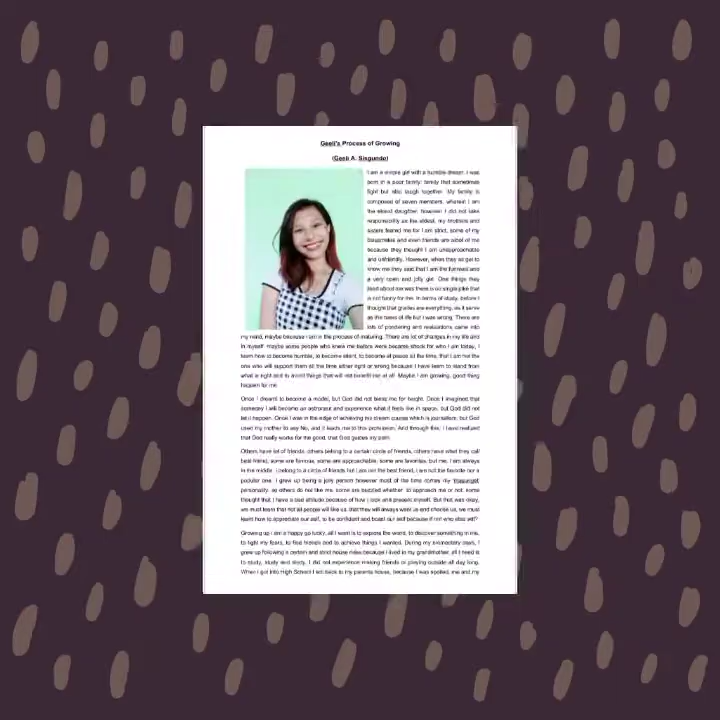 Geeli's Process of Growing
(Geeli A. Sisgundo)
I am a simple girl with a humble dream. I was
born in a poor family; family that sometimes
fight but also laugh together. My family is
composed of seven members, wherein I am
the eldest daughter, however I did not take
responsibility as the eldest, my brothers and
sisters feared me for I am strict, some of my
classmates and even friends are afraid of me
because they thought I am unapproachable
and unfriendly. However, when they so get to
know me they said that I am the funniest and
a very open and jolly girl. One things they
liked about me was there is no single joke that
is not funny for me. In terms of study, before I
thought that grades are everything, as it serve
as the basis of life but I was wrong. There are
lots of pondering and realizations came into
my mind, maybe because I am in the process of maturing. There are lot of changes in my life and
in myself. Maybe some people who knew me before were became shock for who I am today, I
learn how to become humble, to become silent, to become at peace all the time, that I am not the
one who will support them all the time either right or wrong because I have learn to stand from
what is right and to avoid things that will not benefit me at all. Maybe I am growing, good thing
happen for me.
Once I dreamt to become a model, but God did not bless me for height. Once I imagined that
someday I will become an astronaut and experience what it feels like in space, but God did not
let it happen. Once I was in the edge of achieving my dream course which is journalism, but God
used my mother to say No, and it leads me to this profession. And through this, I have realized
that God really works for the good, that God guides my path.
Others have lot of friends, others belong to a certain circle of friends, others have what they call
best friend, some are famous, some are approachable, some are favorites, but me, I am always
in the middle. I belong to a circle of friends but I am not the best friend, I am not the favorite nor a
popular one. I grew up being a jolly person however most of the time comes my
personality, so others do not like me, some are hesitant whether to approach me or not, some
thought that I have a bad attitude because of how I look and present myself. But that was okay,
we must learn that not all people will like us, that they will always want us and choose us, we must
learn how to appreciate our self, to be confident and boast our self because if not who else will?
Growing up I am a happy go lucky, all I want is to explore the world, to discover something in me,
to fight my fears, to find friends and to achieve things I wanted. During my elementary days, I
grew up following a certain and strict house rules because I lived in my grandmother, all I need is
to study, study and study. I did not experience making friends or playing outside all day long.
When I got into High School I left back to my parents house, because I was spoiled, me and my